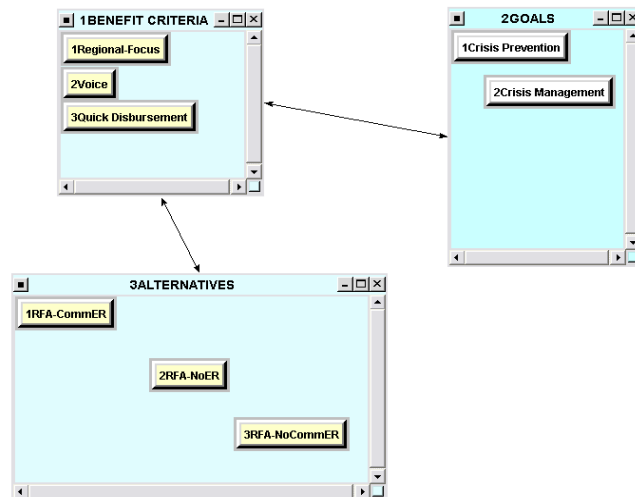 1BENEFIT CRITERIA
1Regional-Focus
2Voice
3Quick Disbursement
2GOALS
1Crisis Prevention
2Crisis Management
3ALTERNATIVES
1RFA-CommER
2RFA-NoER
3RFA-NoCommER